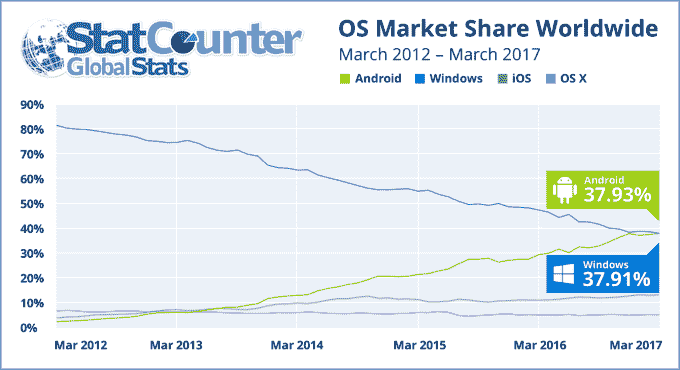 StatCounter
GlobalStats
OS Market Share Worldwide
March 2012 – March 2017
Android Windows iOS OS X
90%
80%
70%
60%
50%
40%
30%
20%
10%
0%
Android
37.93%
Windows
37.91%
Mar 2012 Mar 2013 Mar 2014 Mar 2015 Mar 2016 Mar 2017